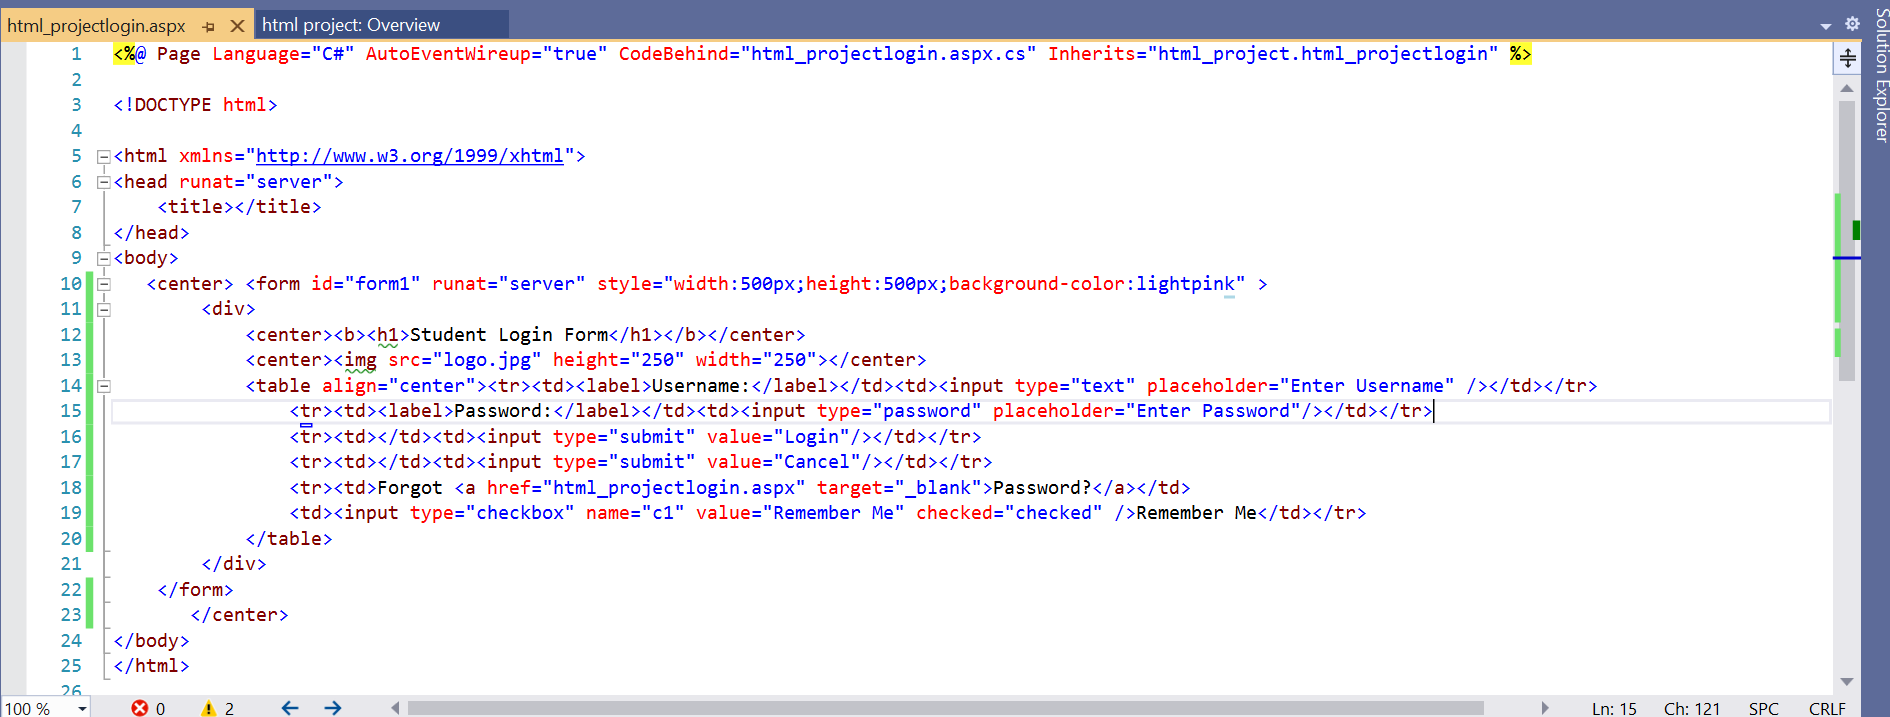 html_projectlogin.aspx html project: Overview
Solution Explorer
1 <%@ Page Language="C#" AutoEventWireup="true" CodeBehind="html_projectlogin.aspx.cs" Inherits="html_project.html_projectlogin" %>
2
3 <!DOCTYPE html>
4
5 <html xmlns="http://www.w3.org/1999/xhtml">
6 <head runat="server">
7     <title></title>
8 </head>
9 <body>
10    <center> <form id="form1" runat="server" style="width:500px;height:500px;background-color:lightpink" >
11         <div>
12             <center><b><h1>Student Login Form</h1></b></center>
13             <center><img src="logo.jpg" height="250" width="250"></center>
14             <table align="center"><tr><td><label>Username:</label></td><td><input type="text" placeholder="Enter Username" /></td></tr>
15                 <tr><td><label>Password:</label></td><td><input type="password" placeholder="Enter Password"/></td></tr>
16                 <tr><td></td><td><input type="submit" value="Login"/></td></tr>
17                 <tr><td></td><td><input type="submit" value="Cancel"/></td></tr>
18                 <tr><td>Forgot <a href="html_projectlogin.aspx" target="_blank">Password?</a></td>
19                 <td><input type="checkbox" name="c1" value="Remember Me" checked="checked" />Remember Me</td></tr>
20             </table>
21         </div>
22     </form>
23        </center>
24 </body>
25 </html>
26
100 % 0 2 Ln: 15 Ch: 121 SPC CRLF